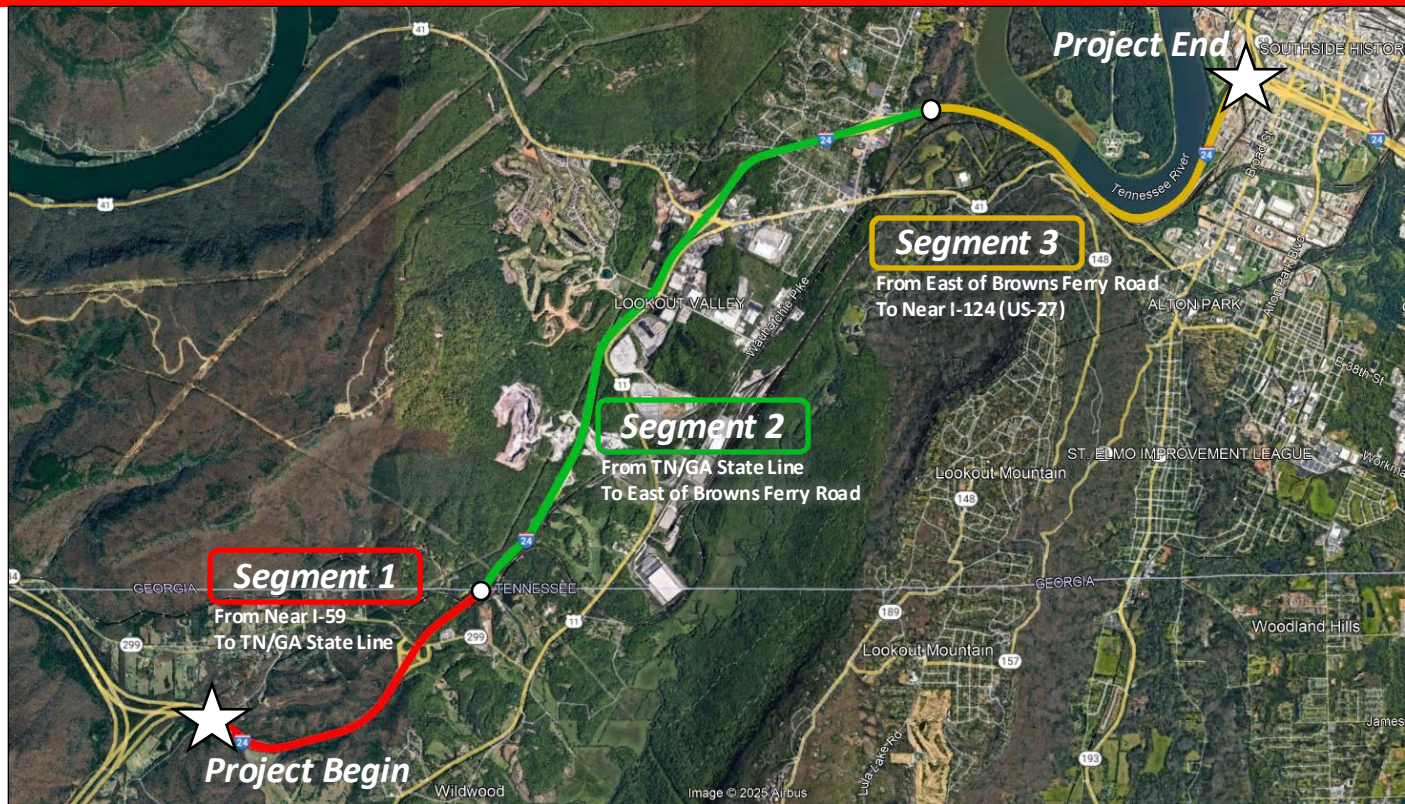 41
Project End
SOUTHSIDE HISTOR
58
24
24
Broad St
Tennessee River
41
41
Segment 3
148
From East of Browns Ferry Road
To Near I-124 (US-27)
LOOKOUT VALLEY
ALTON PARK
Alton Park Blvd
Wauhatchie Pike
E 38th St
11
Segment 2
ST. ELMO IMPROVEMENT LEAGUE
Workma
From TN/GA State Line
To East of Browns Ferry Road
Lookout Mountain
148
24
Segment 1
GEORGIA
TENNESSEE
GEORGIA
From Near I-59
To TN/GA State Line
299
299
11
189
Woodland Hills
Lookout Mountain
157
James
24
Project Begin
Lula Lake Rd
193
Wildwood
Image © 2025 Airbus